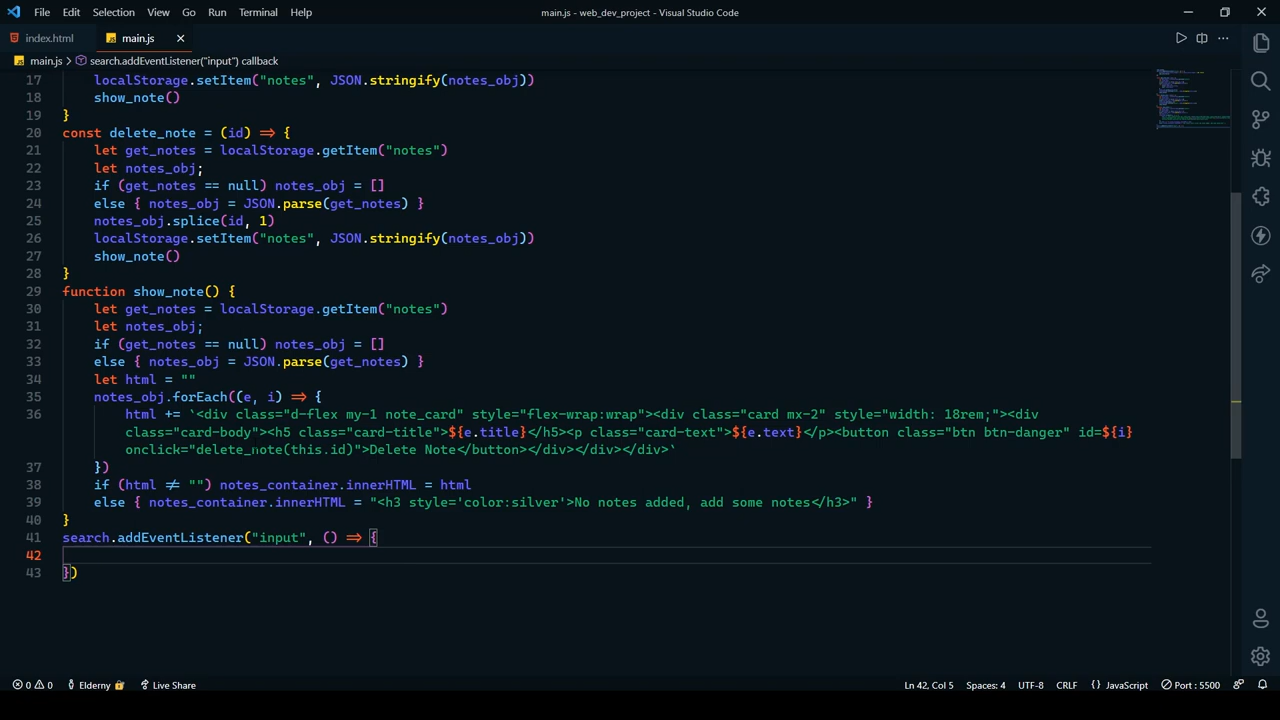 File Edit Selection View Go Run Terminal Help main.js - web_dev_project - Visual Studio Code
index.html main.js
main.js > search.addEventListener("input") callback
17 localStorage.setItem("notes", JSON.stringify(notes_obj))
18 show_note()
19 }
20 const delete_note = (id) => {
21 let get_notes = localStorage.getItem("notes")
22 let notes_obj;
23 if (get_notes == null) notes_obj = []
24 else { notes_obj = JSON.parse(get_notes) }
25 notes_obj.splice(id, 1)
26 localStorage.setItem("notes", JSON.stringify(notes_obj))
27 show_note()
28 }
29 function show_note() {
30 let get_notes = localStorage.getItem("notes")
31 let notes_obj;
32 if (get_notes == null) notes_obj = []
33 else { notes_obj = JSON.parse(get_notes) }
34 let html = ""
35 notes_obj.forEach((e, i) => {
36 html += `<div class="d-flex my-1 note_card" style="flex-wrap:wrap"><div class="card mx-2" style="width: 18rem;"><div
class="card-body"><h5 class="card-title">${e.title}</h5><p class="card-text">${e.text}</p><button class="btn btn-danger" id=${i}
onclick="delete_note(this.id)">Delete Note</button></div></div></div>`
37 })
38 if (html != "") notes_container.innerHTML = html
39 else { notes_container.innerHTML = "<h3 style='color:silver'>No notes added, add some notes</h3>" }
40 }
41 search.addEventListener("input", () => {
42
43 })
0 0 Elderny Live Share Ln 42, Col 5 Spaces: 4 UTF-8 CRLF {} JavaScript Port : 5500